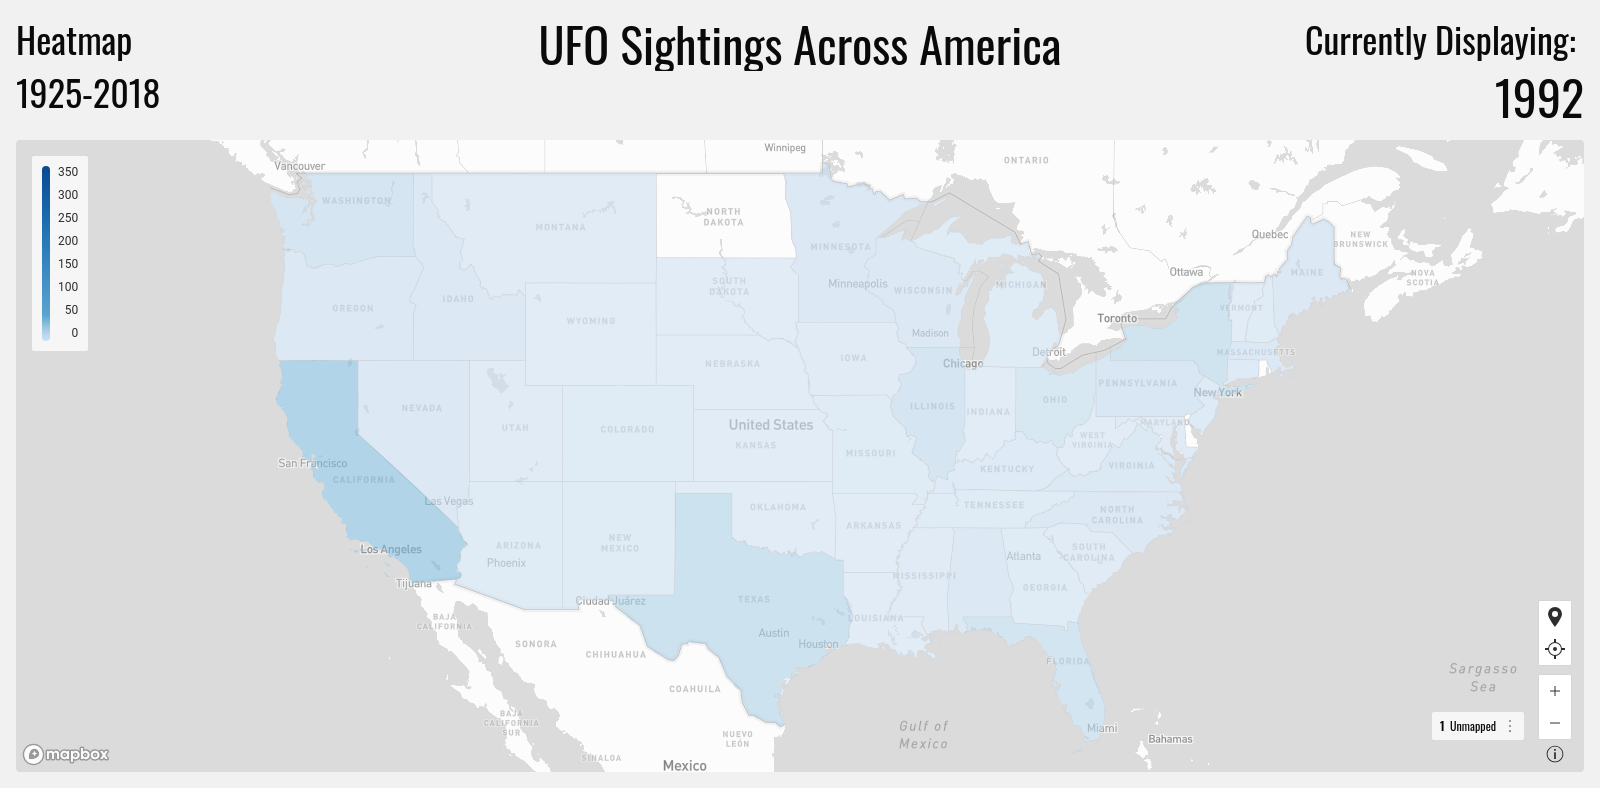 Heatmap
1925-2018
UFO Sightings Across America
Currently Displaying:
1992
350
300
250
200
150
100
50
0
Vancouver
Winnipeg
ONTARIO
WASHINGTON
MONTANA
NORTH
DAKOTA
MINNESOTA
Quebec
NEW
BRUNSWICK
Ottawa
MAINE
NOVA
SCOTIA
OREGON
IDAHO
SOUTH
DAKOTA
Minneapolis
WISCONSIN
MICHIGAN
Toronto
VERMONT
WYOMING
Madison
Detroit
MASSACHUSETTS
NEBRASKA
IOWA
Chicago
PENNSYLVANIA
New York
NEVADA
UTAH
COLORADO
United States
KANSAS
MISSOURI
ILLINOIS
INDIANA
OHIO
WEST
VIRGINIA
MARYLAND
VIRGINIA
KENTUCKY
San Francisco
CALIFORNIA
Las Vegas
Los Angeles
Tijuana
ARIZONA
Phoenix
NEW
MEXICO
OKLAHOMA
ARKANSAS
TENNESSEE
NORTH
CAROLINA
SOUTH
CAROLINA
Atlanta
GEORGIA
MISSISSIPPI
LOUISIANA
TEXAS
Austin
Houston
Ciudad Juárez
BAJA
CALIFORNIA
SONORA
CHIHUAHUA
COAHUILA
FLORIDA
Miami
Bahamas
Sargasso
Sea
Gulf of
Mexico
BAJA
CALIFORNIA
SUR
SINALOA
NUEVO
LEÓN
Mexico
+
−
1 Unmapped
mapbox